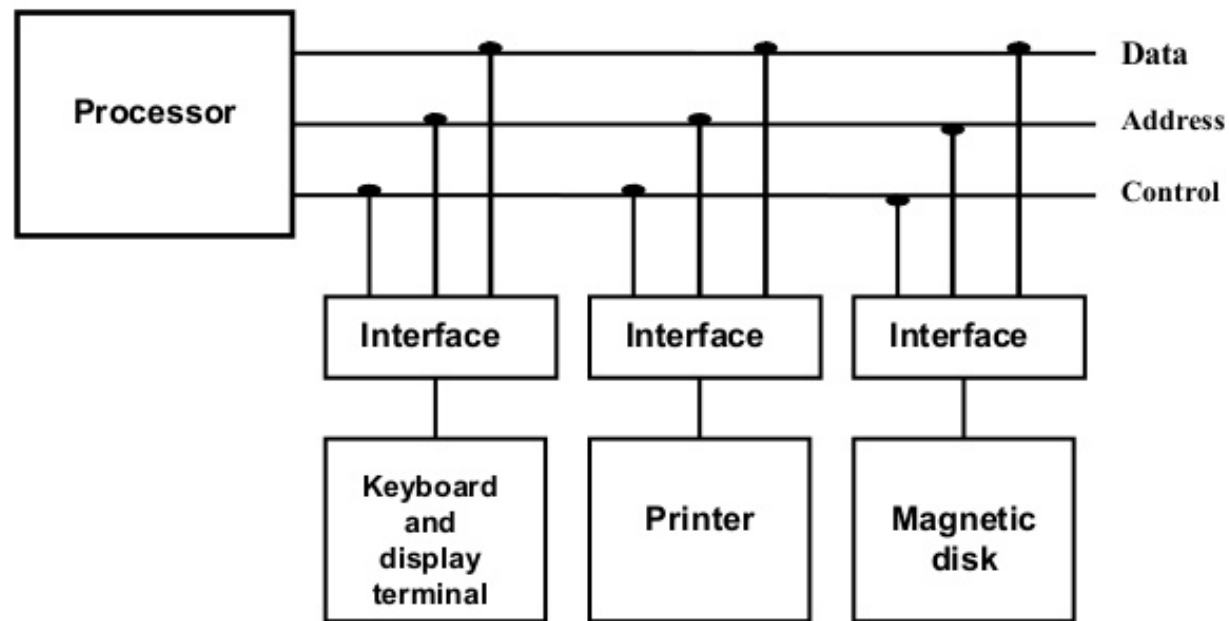 Processor
Data
Address
Control
Interface
Interface
Interface
Keyboard
and
display
terminal
Printer
Magnetic
disk